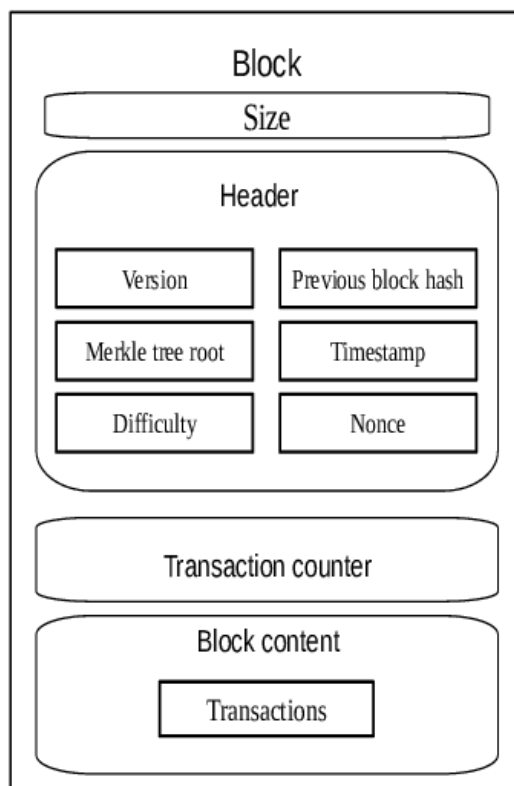 Block
Size
Header
Version
Previous block hash
Merkle tree root
Timestamp
Difficulty
Nonce
Transaction counter
Block content
Transactions